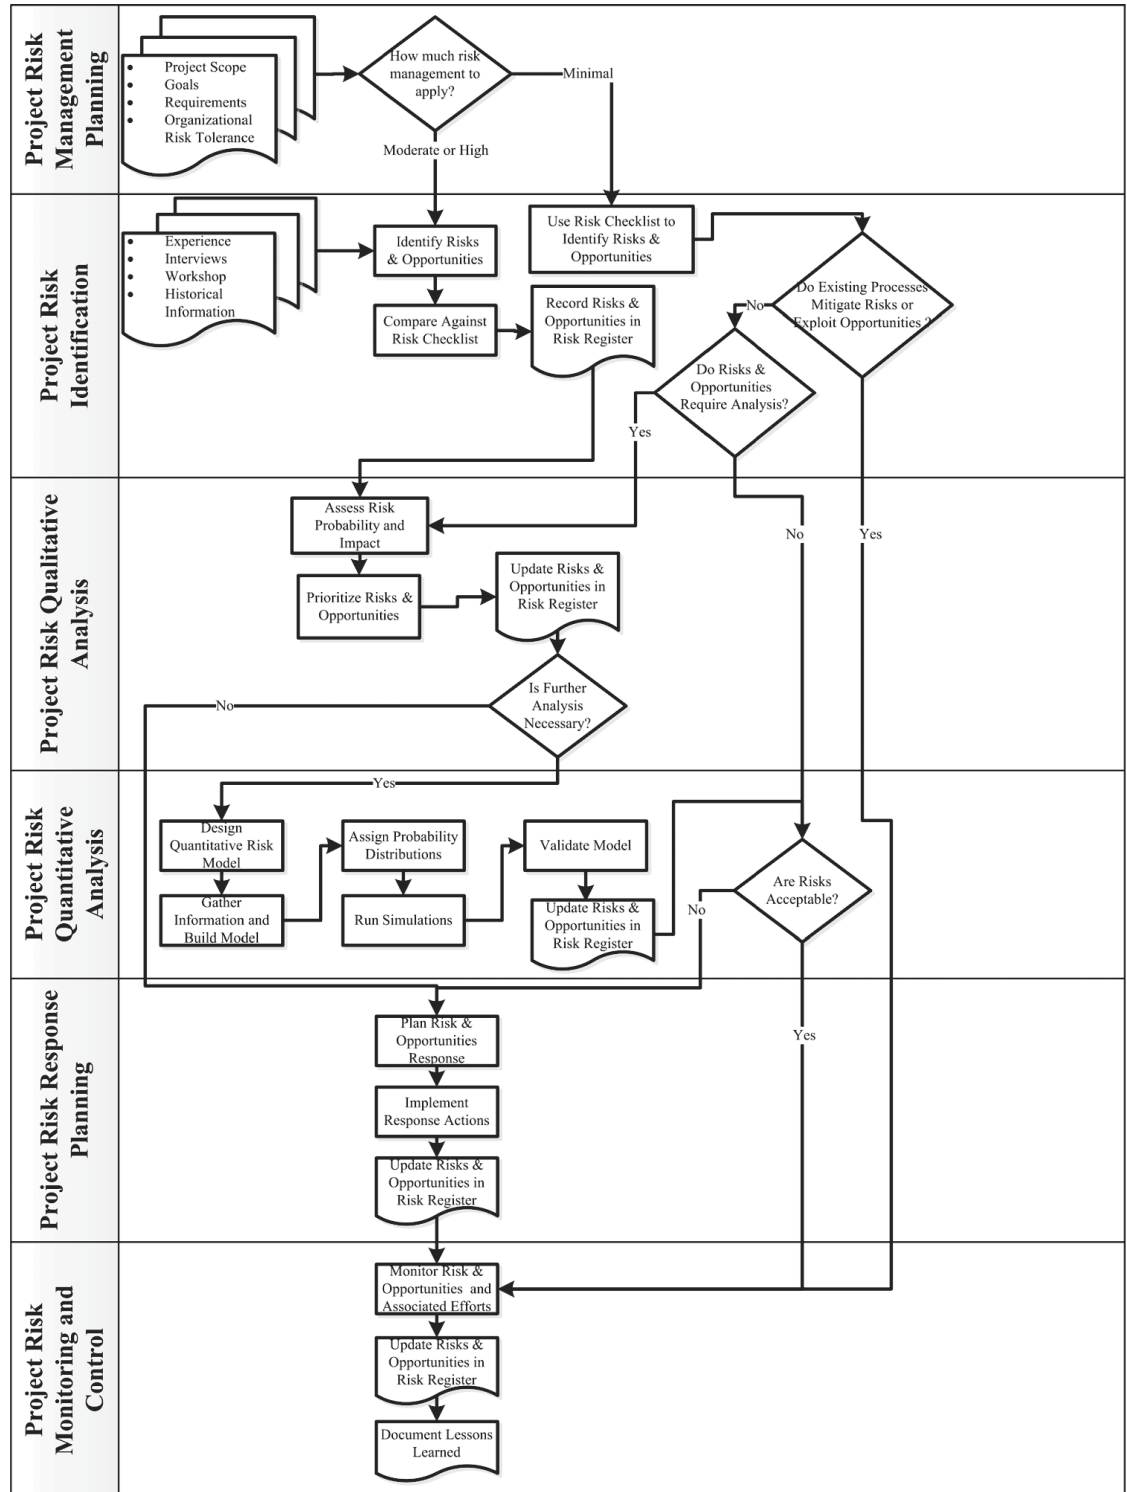 Project Risk
Management
Planning
• Project Scope
• Goals
• Requirements
• Organizational
Risk Tolerance
How much risk
management to
apply?
Minimal
Moderate or High
Project Risk
Identification
• Experience
• Interviews
• Workshop
• Historical
Information
Identify Risks
& Opportunities
Compare Against
Risk Checklist
Use Risk Checklist to
Identify Risks &
Opportunities
Record Risks &
Opportunities in
Risk Register
Do Existing Processes
Mitigate Risks or
Exploit Opportunities ?
No
Do Risks &
Opportunities
Require Analysis?
Yes
Project Risk Qualitative
Analysis
Assess Risk
Probability and
Impact
No
Yes
Prioritize Risks &
Opportunities
Update Risks &
Opportunities in
Risk Register
Is Further
Analysis
Necessary?
No
Project Risk
Quantitative
Analysis
Yes
Design
Quantitative Risk
Model
Gather
Information and
Build Model
Assign Probability
Distributions
Run Simulations
Validate Model
Update Risks &
Opportunities in
Risk Register
Are Risks
Acceptable?
No
Yes
Project Risk Response
Planning
Plan Risk &
Opportunities
Response
Implement
Response Actions
Update Risks &
Opportunities in
Risk Register
Project Risk
Monitoring and
Control
Monitor Risk &
Opportunities and
Associated Efforts
Update Risks &
Opportunities in
Risk Register
Document Lessons
Learned